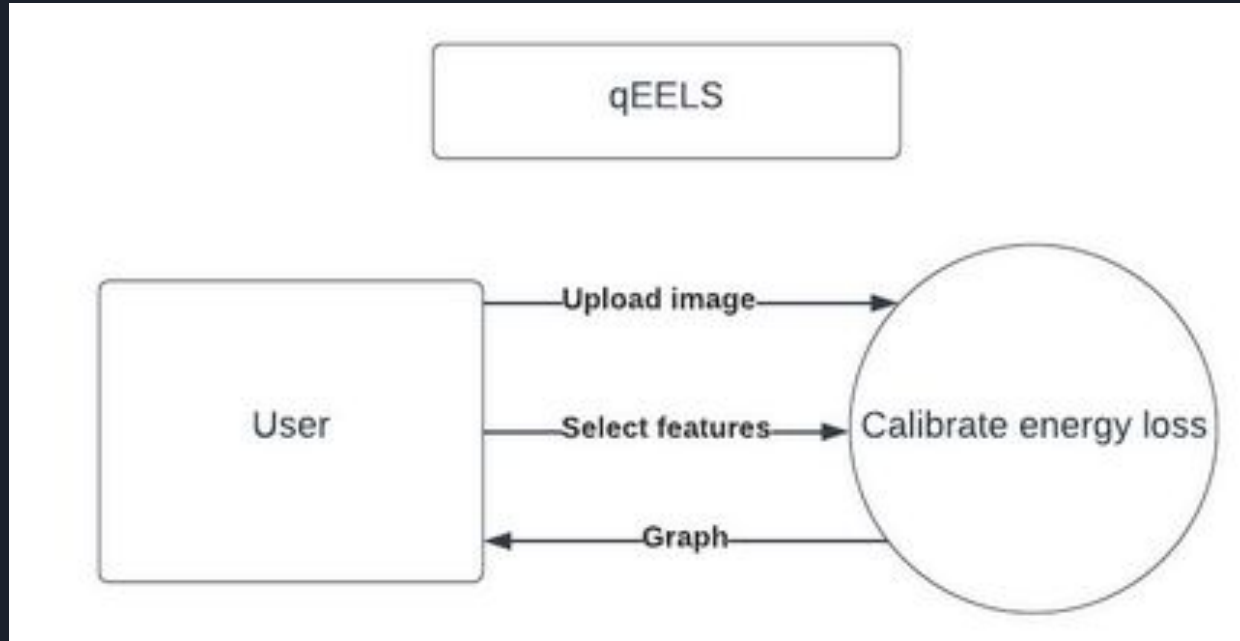 qEELS
Upload image
User
Select features
Calibrate energy loss
Graph